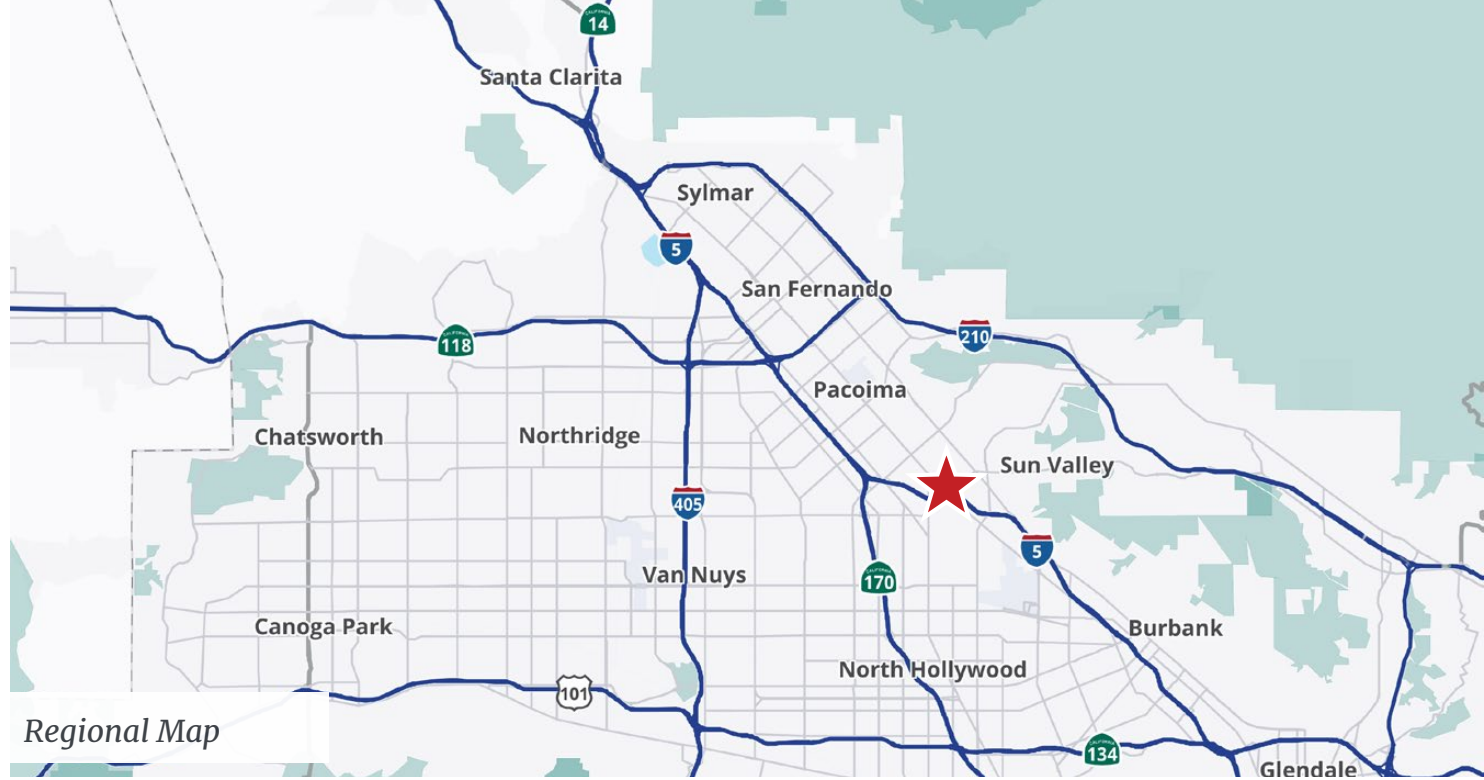 14
Santa Clarita
Sylmar
5
San Fernando
118
210
Pacoima
Chatsworth
Northridge
Sun Valley
405
5
Van Nuys
170
Canoga Park
Burbank
North Hollywood
101
Regional Map
134
Glendale